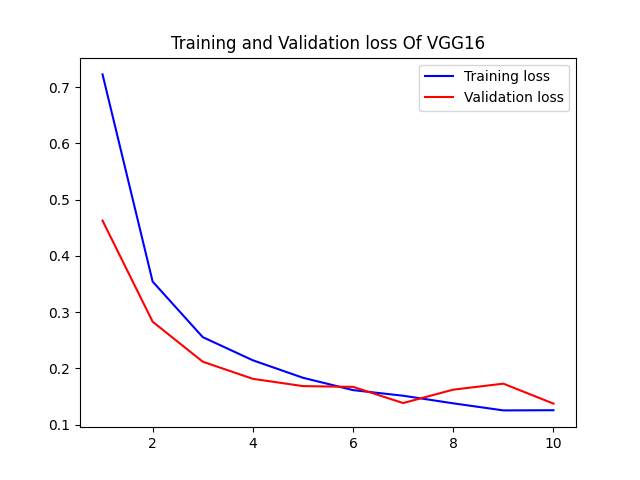 Training and Validation loss Of VGG16
Training loss
Validation loss
0.7
0.6
0.5
0.4
0.3
0.2
0.1
2 4 6 8 10